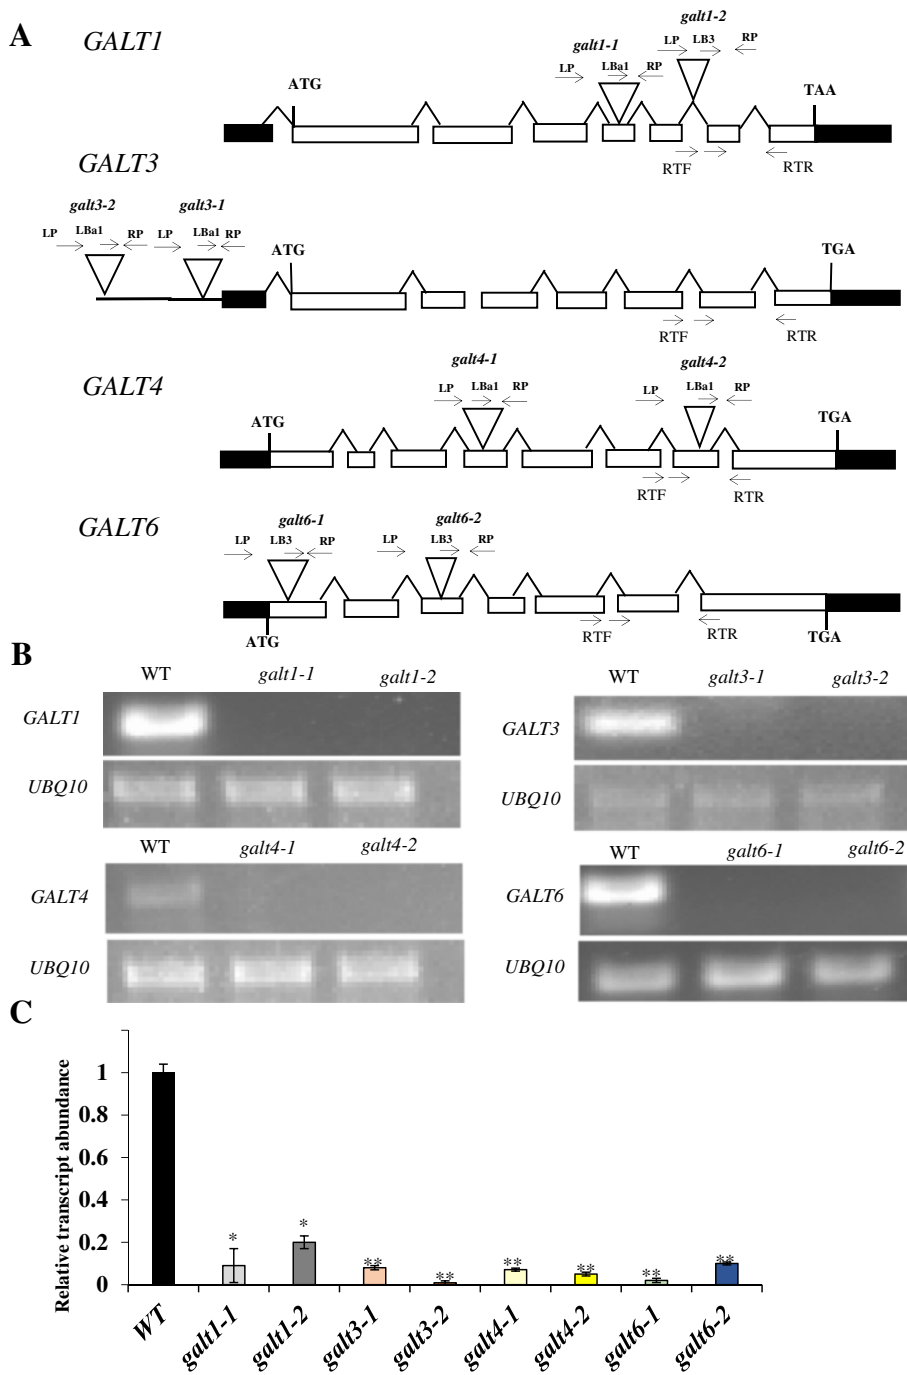 A
GALT1
galt1-2
LP LB3 RP
galt1-1
LP LBa1 RP
ATG
TAA
RTF RTR
GALT3
galt3-2 galt3-1
LP LBa1 RP LP LBa1 RP
ATG TGA
RTF RTR
GALT4
galt4-1 galt4-2
LP LBa1 RP LP LBa1 RP
ATG TGA
RTF RTR
GALT6
galt6-1 galt6-2
LP LB3 RP LP LB3 RP
ATG RTF RTR TGA
B
WT galt1-1 galt1-2
GALT1
UBQ10
WT galt3-1 galt3-2
GALT3
UBQ10
WT galt4-1 galt4-2
GALT4
UBQ10
WT galt6-1 galt6-2
GALT6
UBQ10
C
Relative transcript abundance
1
0.8
0.6
0.4
0.2
0
* * ** ** ** ** ** **
WT galt1-1 galt1-2 galt3-1 galt3-2 galt4-1 galt4-2 galt6-1 galt6-2